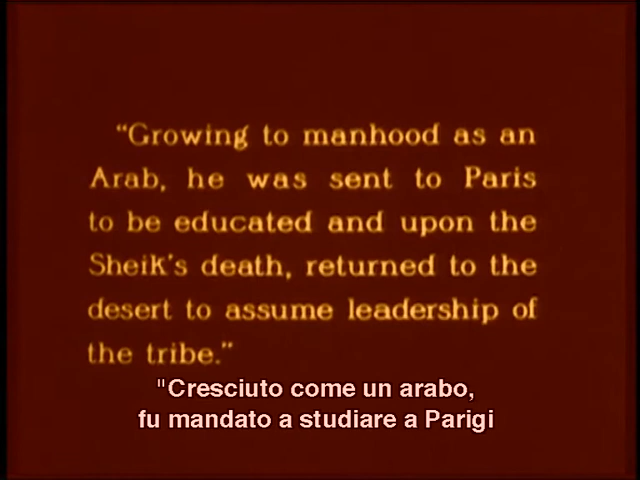 "Growing to manhood as an
Arab, he was sent to Paris
to be educated and upon the
Sheik's death, returned to the
desert to assume leadership of
the tribe."
"Cresciuto come un arabo,
fu mandato a studiare a Parigi